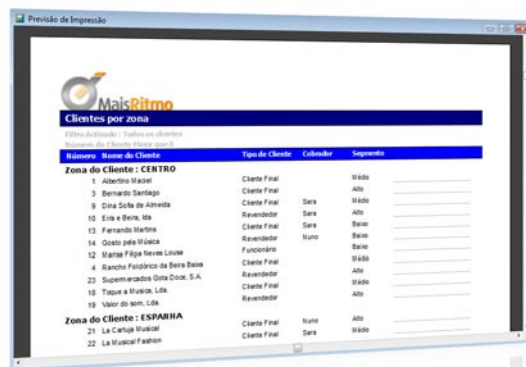 Previsão de Impressão
MaisRitmo
Clientes por zona
Filtro Activado : Todos os clientes
Número do Cliente Maior que 0
Número Nome do Cliente Tipo de Cliente Cobrador Segmento
Zona do Cliente : CENTRO
1 Albertino Maciel Cliente Final Médio
3 Bernardo Santiago Cliente Final Alto
9 Dina Sofia de Almeida Cliente Final Sara Médio
10 Eira e Beira, lda Revendedor Sara Alto
13 Fernando Martins Cliente Final Sara Baixo
14 Gosto pela Música Revendedor Nuno Baixo
12 Marisa Filipa Neves Lousa Funcionário Baixo
4 Rancho Folclórico da Beira Baixa Cliente Final Médio
23 Supermercados Gota Doce, S.A. Revendedor Alto
18 Toque a Musica, Lda. Cliente Final Médio
19 Valor do som, Lda. Revendedor Alto
Zona do Cliente : ESPANHA
21 La Cartuja Musical Cliente Final Nuno Alto
22 La Musical Fashion Cliente Final Sara Médio